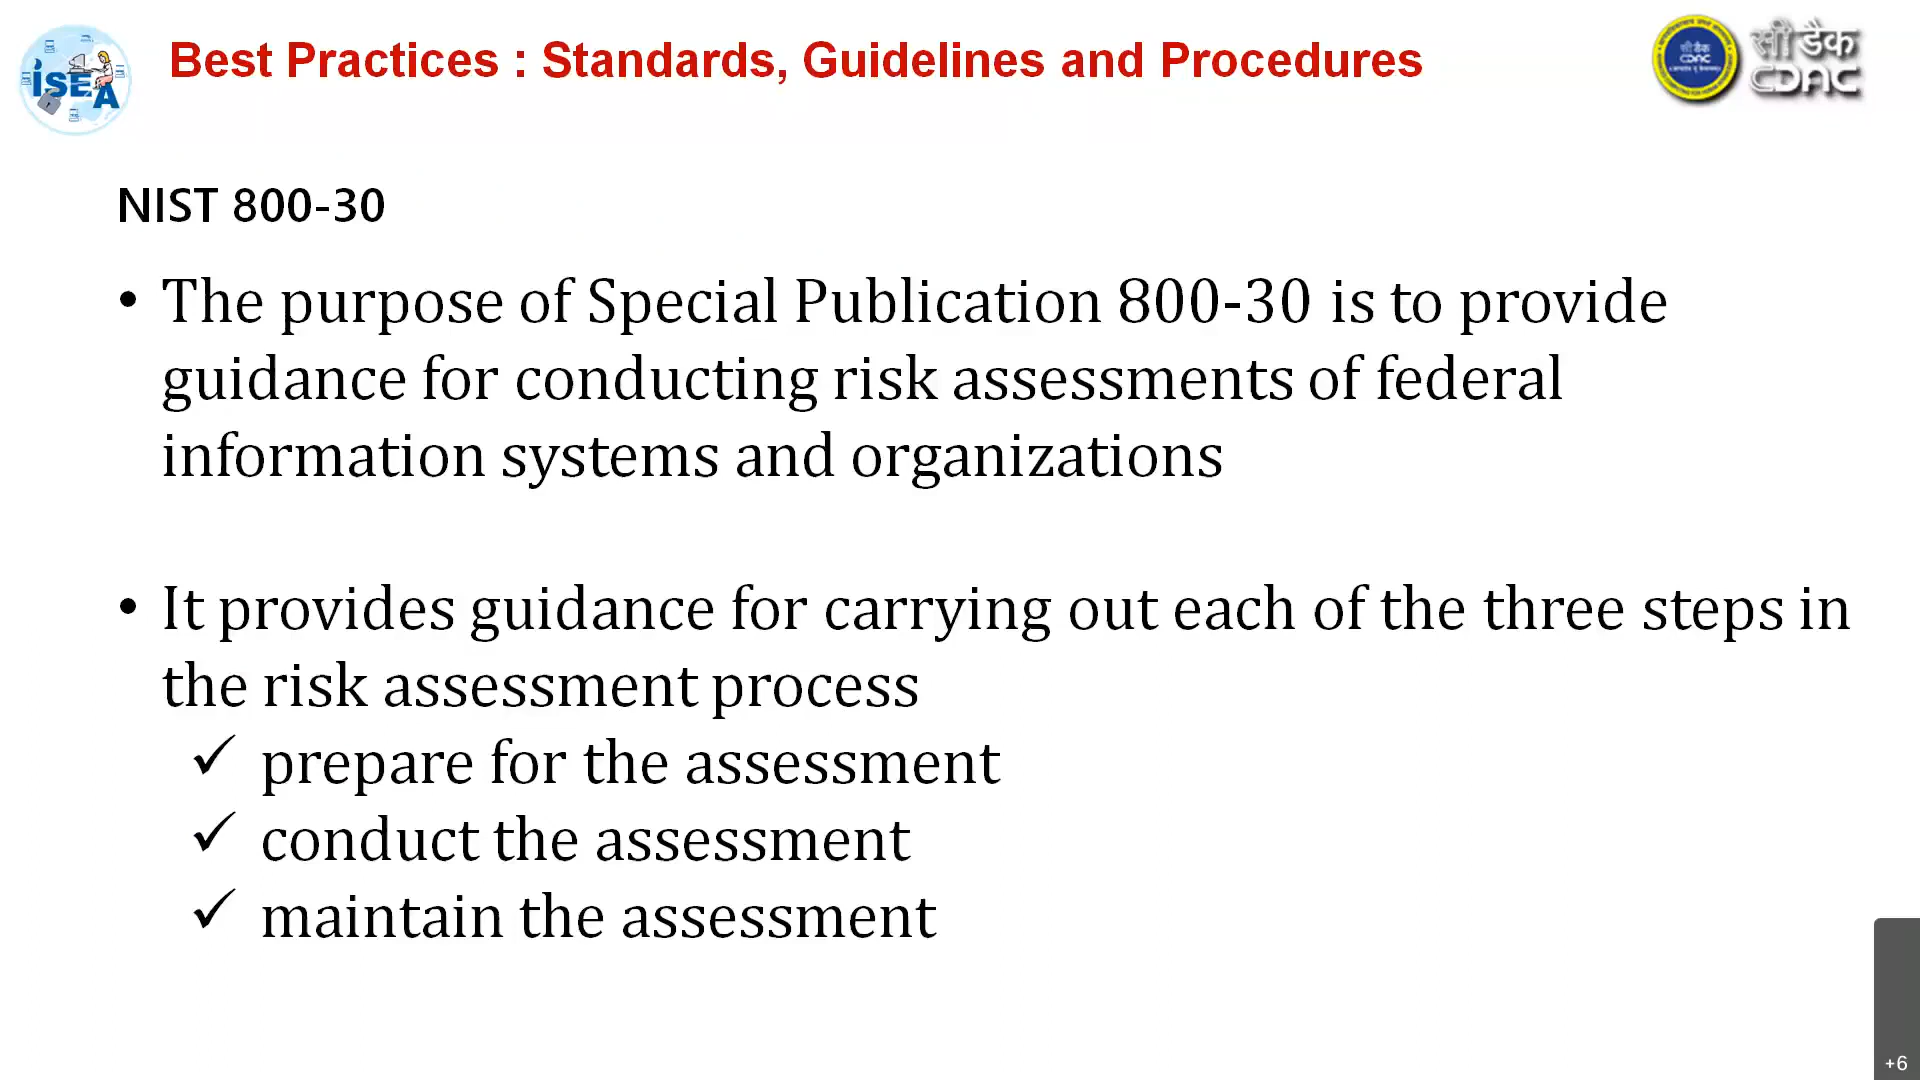 iSEA
Best Practices : Standards, Guidelines and Procedures
सी डैक
CDAC
सी डैक
CDAC
NIST 800-30
• The purpose of Special Publication 800-30 is to provide
guidance for conducting risk assessments of federal
information systems and organizations
• It provides guidance for carrying out each of the three steps in
the risk assessment process
✓ prepare for the assessment
✓ conduct the assessment
✓ maintain the assessment
+6